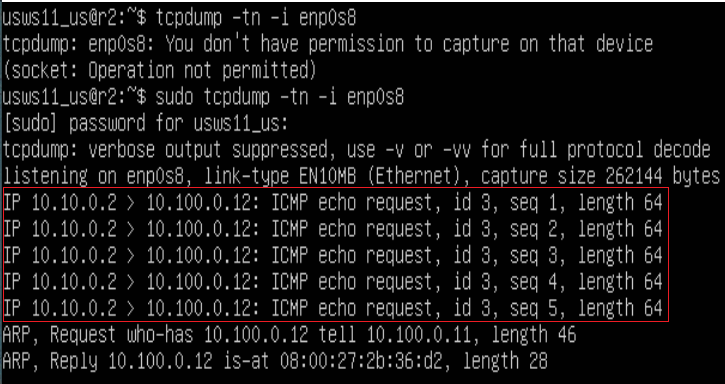 usws11_us@r2:~$ tcpdump -tn -i enp0s8
tcpdump: enp0s8: You don't have permission to capture on that device
(socket: Operation not permitted)
usws11_us@r2:~$ sudo tcpdump -tn -i enp0s8
[sudo] password for usws11_us:
tcpdump: verbose output suppressed, use -v or -vv for full protocol decode
listening on enp0s8, link-type EN10MB (Ethernet), capture size 262144 bytes
IP 10.10.0.2 > 10.100.0.12: ICMP echo request, id 3, seq 1, length 64
IP 10.10.0.2 > 10.100.0.12: ICMP echo request, id 3, seq 2, length 64
IP 10.10.0.2 > 10.100.0.12: ICMP echo request, id 3, seq 3, length 64
IP 10.10.0.2 > 10.100.0.12: ICMP echo request, id 3, seq 4, length 64
IP 10.10.0.2 > 10.100.0.12: ICMP echo request, id 3, seq 5, length 64
ARP, Request who-has 10.100.0.12 tell 10.100.0.11, length 46
ARP, Reply 10.100.0.12 is-at 08:00:27:2b:36:d2, length 28